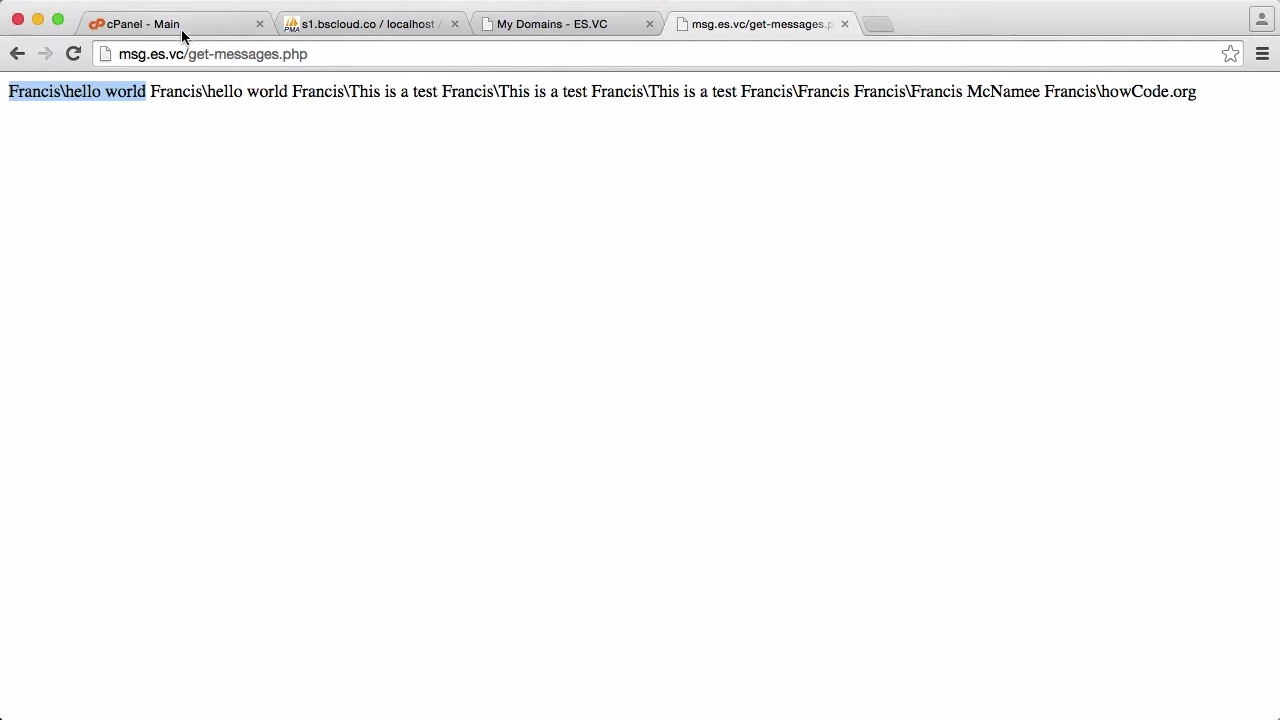 cPanel - Main
s1.bscloud.co / localhost /
My Domains - ES.VC
msg.es.vc/get-messages.p
msg.es.vc/get-messages.php
Francis\hello world Francis\hello world Francis\This is a test Francis\This is a test Francis\This is a test Francis\Francis Francis\Francis McNamee Francis\howCode.org